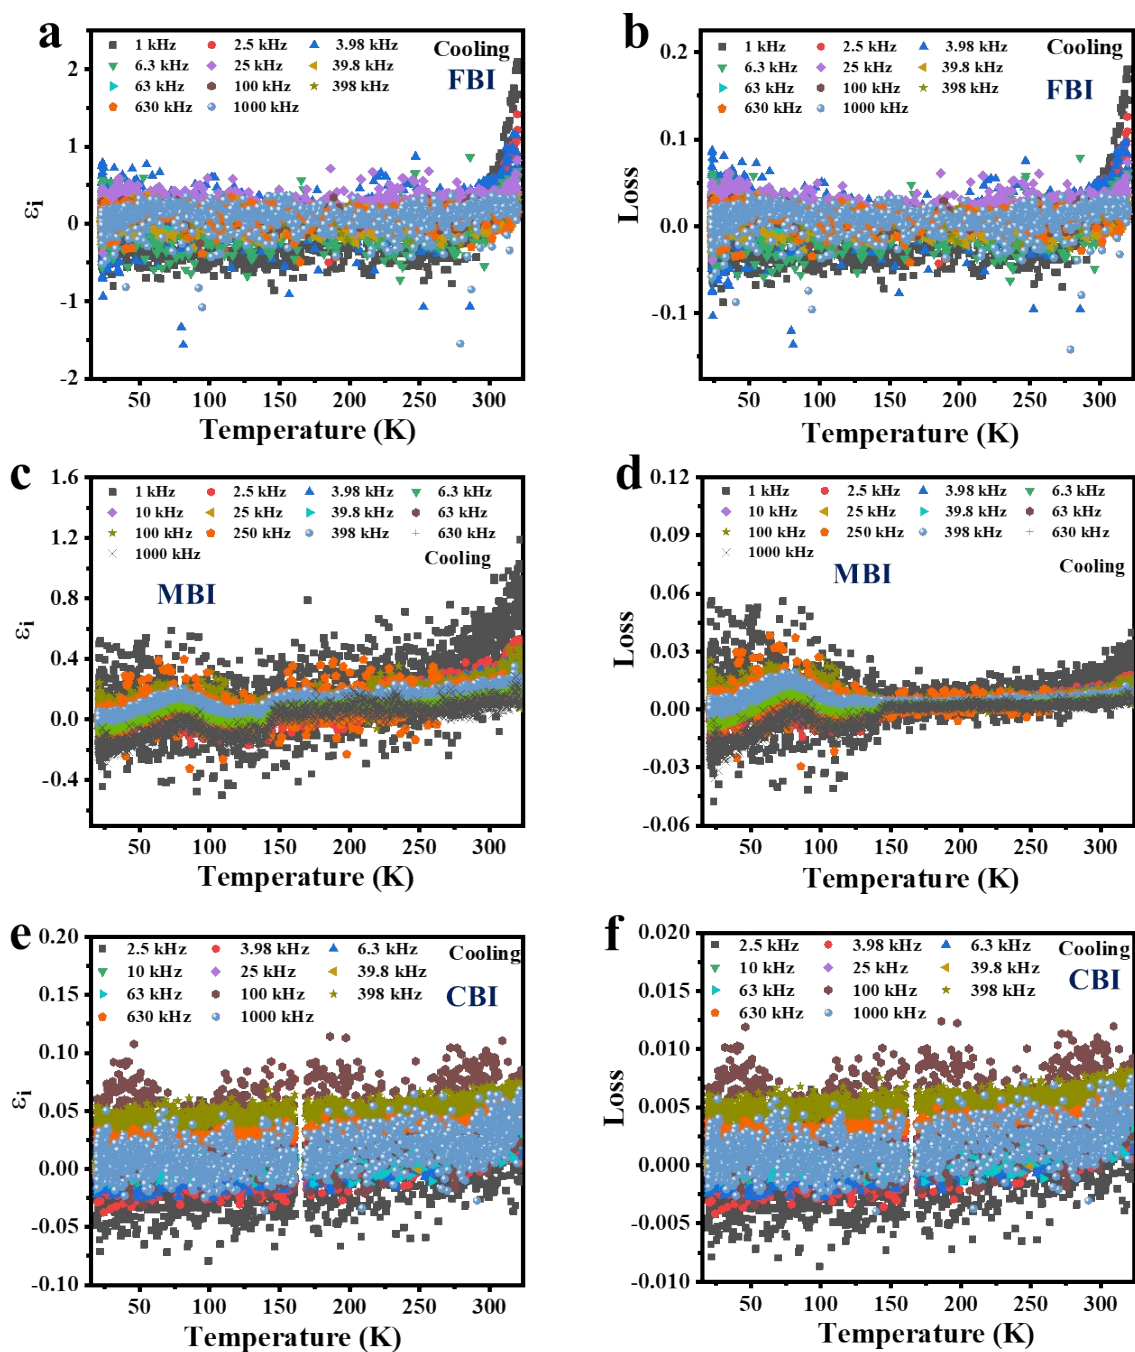 a
1 kHz 2.5 kHz 3.98 kHz
6.3 kHz 25 kHz 39.8 kHz
63 kHz 100 kHz 398 kHz
630 kHz 1000 kHz
Cooling
FBI
2
1
0
-1
-2
εi
50 100 150 200 250 300
Temperature (K)
b
1 kHz 2.5 kHz 3.98 kHz
6.3 kHz 25 kHz 39.8 kHz
63 kHz 100 kHz 398 kHz
630 kHz 1000 kHz
Cooling
FBI
0.2
0.1
0.0
-0.1
Loss
50 100 150 200 250 300
Temperature (K)
c
1 kHz 2.5 kHz 3.98 kHz 6.3 kHz
10 kHz 25 kHz 39.8 kHz 63 kHz
100 kHz 250 kHz 398 kHz 630 kHz
1000 kHz
Cooling
MBI
1.6
1.2
0.8
0.4
0.0
-0.4
εi
50 100 150 200 250 300
Temperature (K)
d
1 kHz 2.5 kHz 3.98 kHz 6.3 kHz
10 kHz 25 kHz 39.8 kHz 63 kHz
100 kHz 250 kHz 398 kHz 630 kHz
1000 kHz
Cooling
MBI
0.12
0.09
0.06
0.03
0.00
-0.03
-0.06
Loss
50 100 150 200 250 300
Temperature (K)
e
2.5 kHz 3.98 kHz 6.3 kHz
10 kHz 25 kHz 39.8 kHz
63 kHz 100 kHz 398 kHz
630 kHz 1000 kHz
Cooling
CBI
0.20
0.15
0.10
0.05
0.00
-0.05
-0.10
εi
50 100 150 200 250 300
Temperature (K)
f
2.5 kHz 3.98 kHz 6.3 kHz
10 kHz 25 kHz 39.8 kHz
63 kHz 100 kHz 398 kHz
630 kHz 1000 kHz
Cooling
CBI
0.020
0.015
0.010
0.005
0.000
-0.005
-0.010
Loss
50 100 150 200 250 300
Temperature (K)